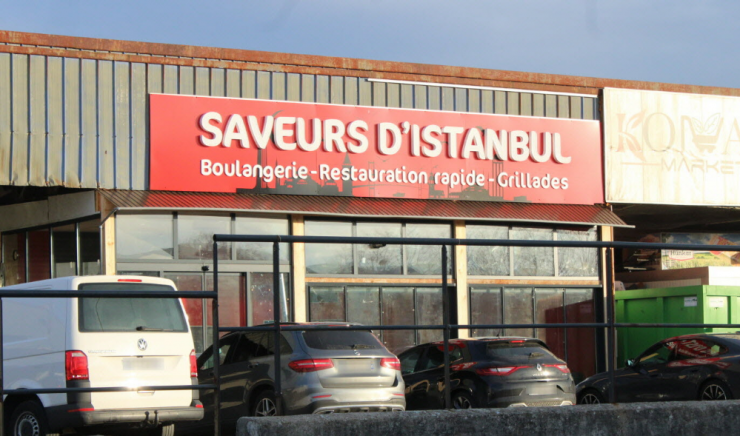 SAVEURS D'ISTANBUL
Boulangerie - Restauration rapide - Grillades
MARKET